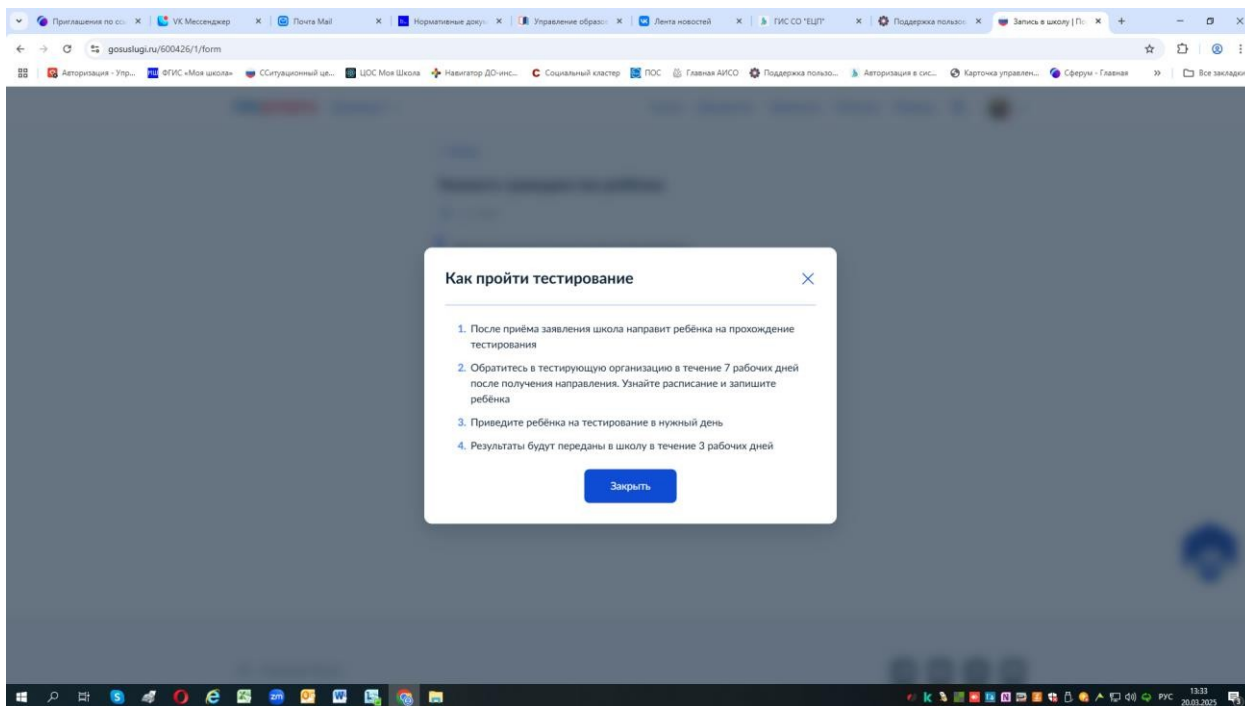 Приглашения по сс
VK Мессенджер
Почта Mail
Нормативные докум
Управление образо
Лента новостей
ГИС СО "ЕЦП"
Поддержка пользо
Запись в школу | По
gosuslugi.ru/600426/1/form
Авторизация - Упр...
ФГИС «Моя школа»
ССитуационный це...
ЦОС Моя Школа
Навигатор ДО-инс...
Социальный кластер
ПОС
Главная АИСО
Поддержка пользо...
Авторизация в сис...
Карточка управлен...
Сферум - Главная
Все закладки
Как пройти тестирование
1. После приёма заявления школа направит ребёнка на прохождение
тестирования
2. Обратитесь в тестирующую организацию в течение 7 рабочих дней
после получения направления. Узнайте расписание и запишите
ребёнка
3. Приведите ребёнка на тестирование в нужный день
4. Результаты будут переданы в школу в течение 3 рабочих дней
Закрыть
РУС
13:33
20.03.2025